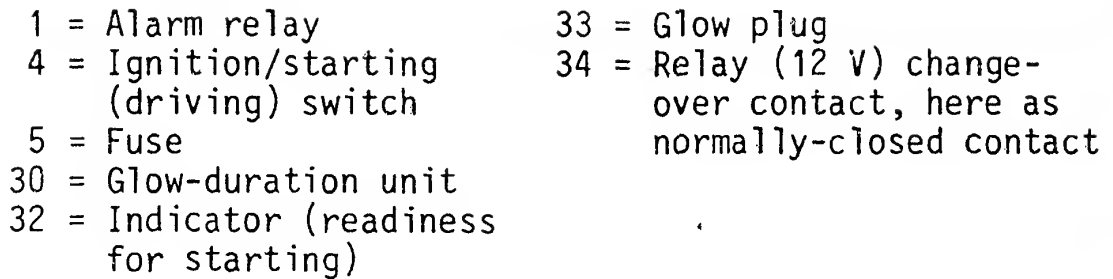 1 = Alarm relay
4 = Ignition/starting
(driving) switch
5 = Fuse
30 = Glow-duration unit
32 = Indicator (readiness
for starting)
33 = Glow plug
34 = Relay (12 V) change-
over contact, here as
normally-closed contact